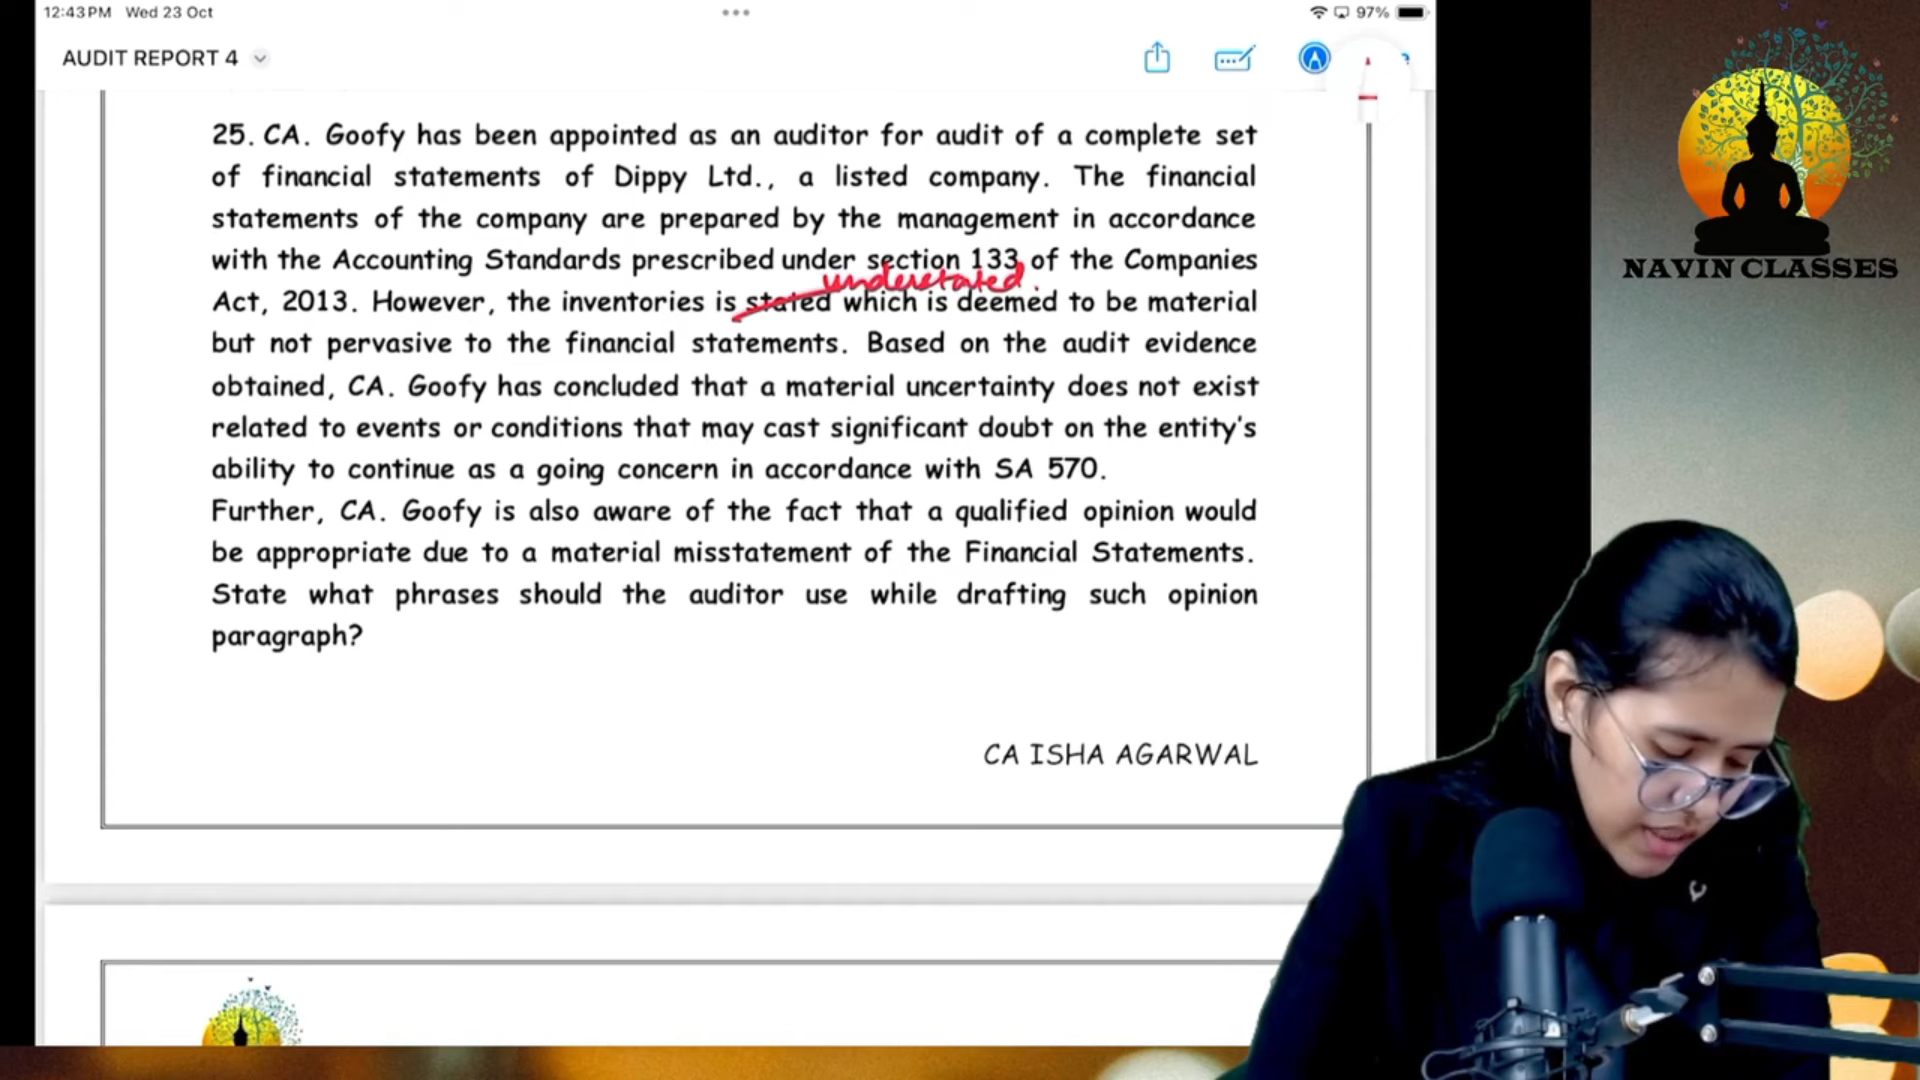 12:43PM Wed 23 Oct
97%
AUDIT REPORT 4
25. CA. Goofy has been appointed as an auditor for audit of a complete set
of financial statements of Dippy Ltd., a listed company. The financial
statements of the company are prepared by the management in accordance
with the Accounting Standards prescribed under section 133 of the Companies
understated.
Act, 2013. However, the inventories is stated which is deemed to be material
but not pervasive to the financial statements. Based on the audit evidence
obtained, CA. Goofy has concluded that a material uncertainty does not exist
related to events or conditions that may cast significant doubt on the entity's
ability to continue as a going concern in accordance with SA 570.
Further, CA. Goofy is also aware of the fact that a qualified opinion would
be appropriate due to a material misstatement of the Financial Statements.
State what phrases should the auditor use while drafting such opinion
paragraph?
CA ISHA AGARWAL
NAVIN CLASSES